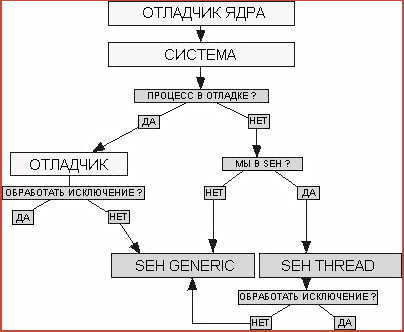 ОТЛАДЧИК ЯДРА
СИСТЕМА
ПРОЦЕСС В ОТЛАДКЕ ?
ДА
НЕТ
ОТЛАДЧИК
МЫ В SEH ?
ОБРАБОТАТЬ ИСКЛЮЧЕНИЕ ?
НЕТ
ДА
ДА
НЕТ
SEH GENERIC
SEH THREAD
ОБРАБОТАТЬ ИСКЛЮЧЕНИЕ ?
НЕТ
ДА